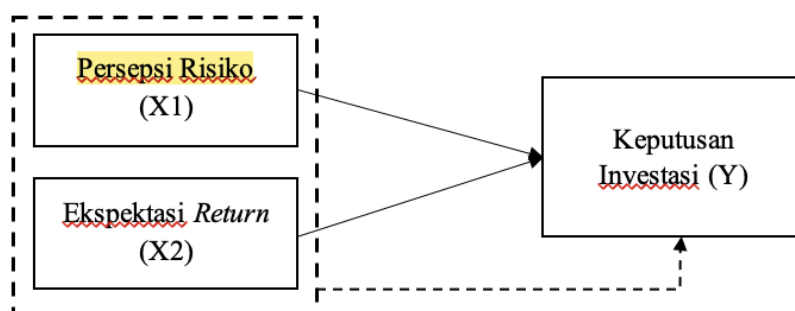 Persepsi Risiko
(X1)
Ekspektasi Return
(X2)
Keputusan
Investasi (Y)